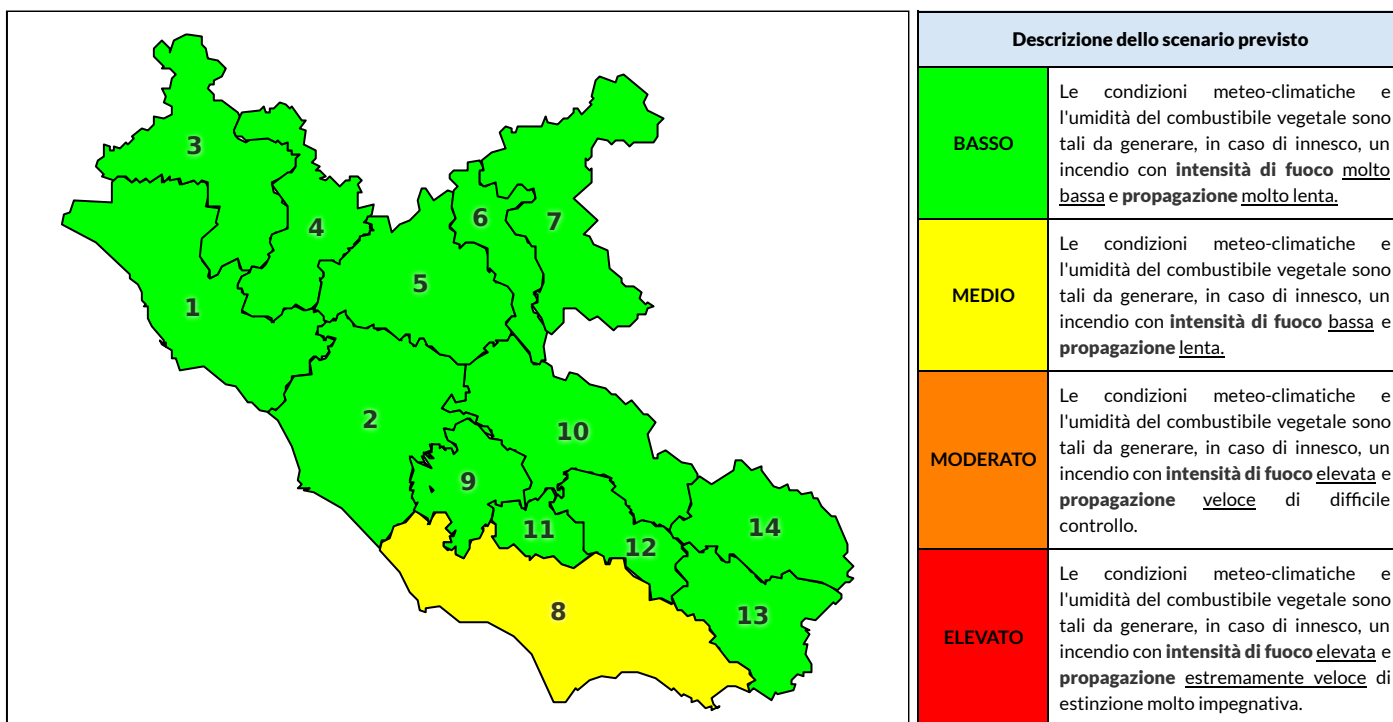 3
4
6
7
5
1
2
10
9
11
12
14
8
13
Descrizione dello scenario previsto
BASSO
Le condizioni meteo-climatiche e
l'umidità del combustibile vegetale sono
tali da generare, in caso di innesco, un
incendio con intensità di fuoco molto
bassa e propagazione molto lenta.
MEDIO
Le condizioni meteo-climatiche e
l'umidità del combustibile vegetale sono
tali da generare, in caso di innesco, un
incendio con intensità di fuoco bassa e
propagazione lenta.
MODERATO
Le condizioni meteo-climatiche e
l'umidità del combustibile vegetale sono
tali da generare, in caso di innesco, un
incendio con intensità di fuoco elevata e
propagazione veloce di difficile
controllo.
ELEVATO
Le condizioni meteo-climatiche e
l'umidità del combustibile vegetale sono
tali da generare, in caso di innesco, un
incendio con intensità di fuoco elevata e
propagazione estremamente veloce di
estinzione molto impegnativa.